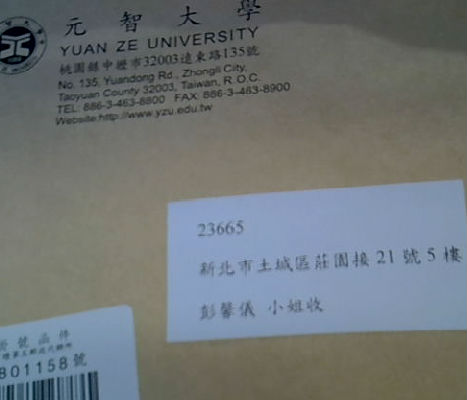 元智大學
YUAN ZE UNIVERSITY
桃園縣中壢市32003遠東路135號
No. 135, Yuandong Rd., Zhongli City,
Taoyuan County 32003, Taiwan, R.O.C.
TEL: 886-3-463-8800 FAX: 886-3-463-8900
Website:http://www.yzu.edu.tw
23665
新北市土城區莊園接21號5樓
彭馨儀 小姐收
號函件
801158號